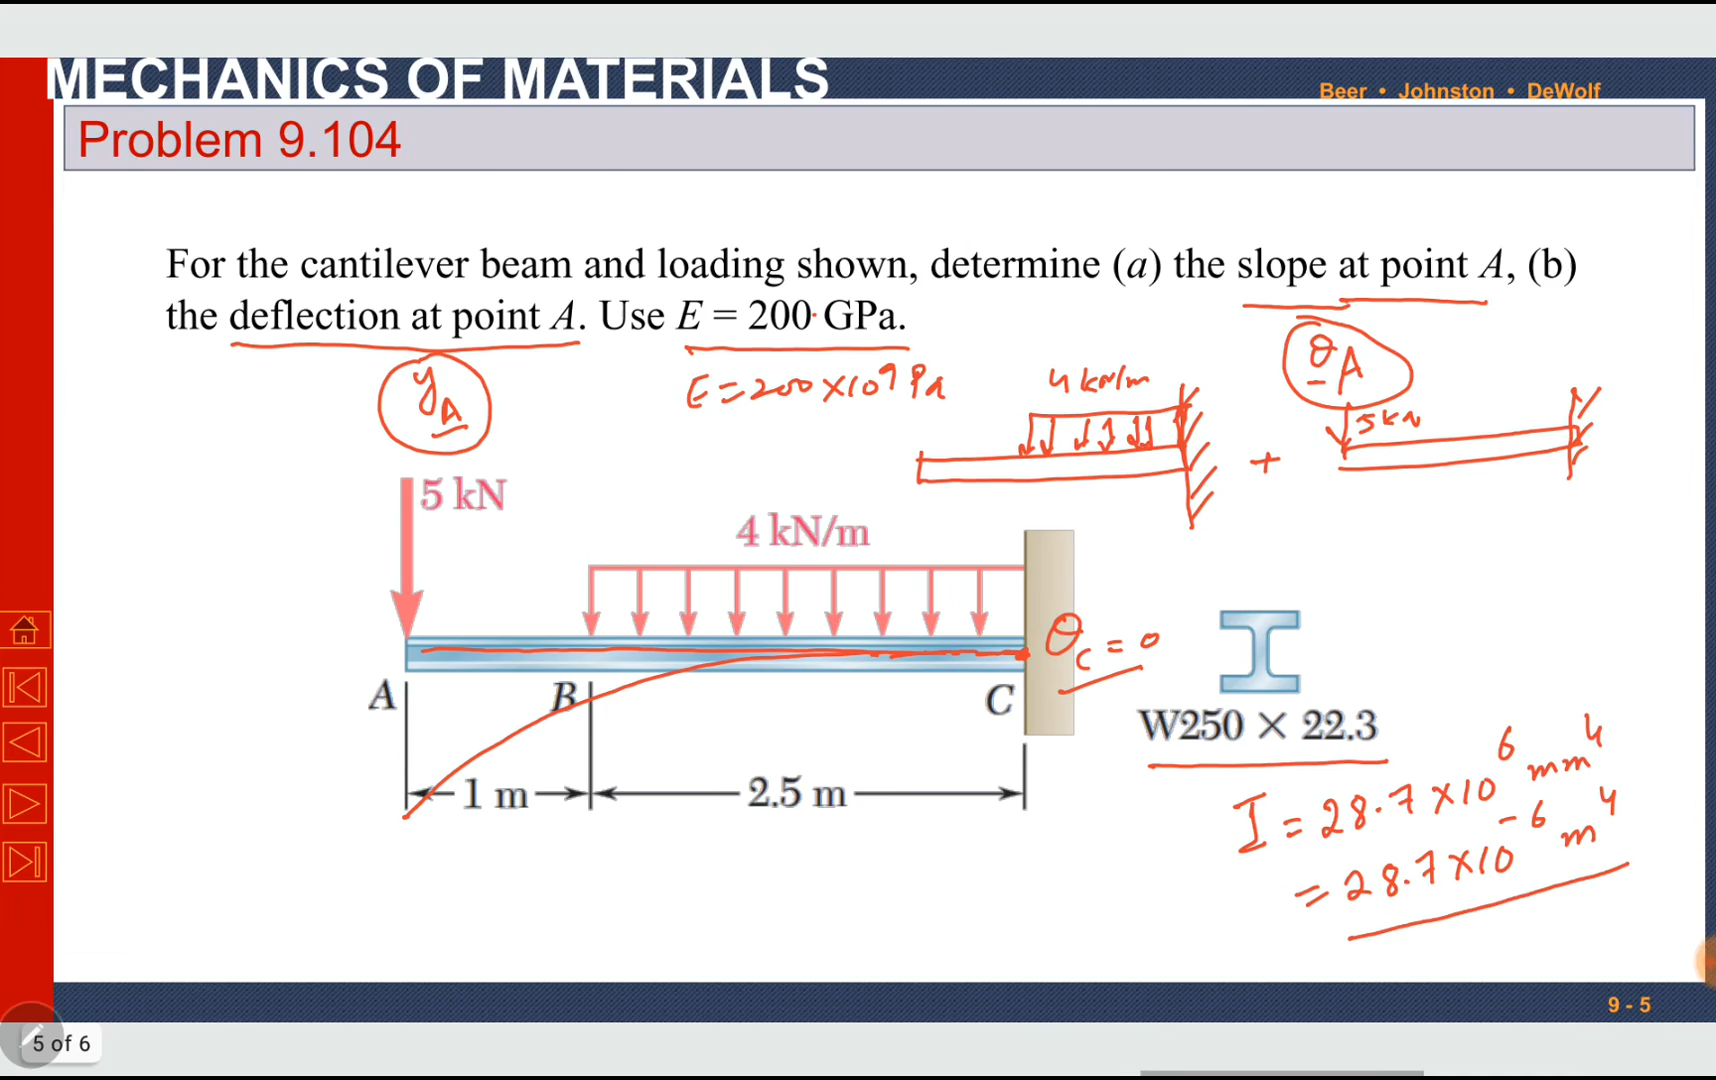 MECHANICS OF MATERIALS
Beer • Johnston • DeWolf
Problem 9.104
For the cantilever beam and loading shown, determine (a) the slope at point A, (b)
the deflection at point A. Use E = 200 GPa.
yA
E = 200 × 10⁹ Pa
4 kN/m
θA
5 kN
+
5 kN
4 kN/m
θC = 0
A
B
C
W250 × 22.3
1 m
2.5 m
I = 28.7 × 10⁶ mm⁴
= 28.7 × 10⁻⁶ m⁴
9 - 5
5 of 6